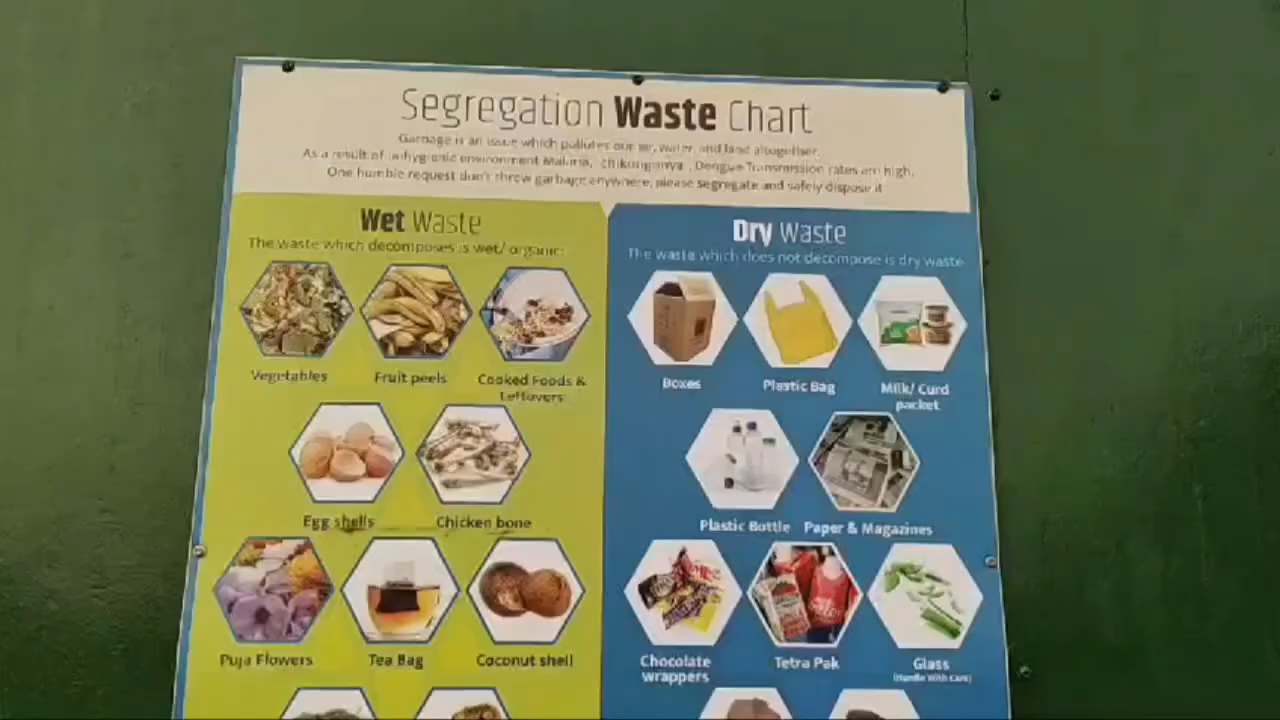 Segregation Waste Chart
Garbage is an issue which pollutes our air, water, and land altogether.
As a result of unhygienic environment Malaria, Chikungunya, Dengue Transmission rates are high.
One humble request don't throw garbage anywhere, please segregate and safely dispose it
Wet Waste
The waste which decomposes is wet/ organic.
Vegetables
Fruit peels
Cooked Foods &
Leftovers
Egg shells
Chicken bone
Puja Flowers
Tea Bag
Coconut shell
Dry Waste
The waste which does not decompose is dry waste
Boxes
Plastic Bag
Milk/ Curd
packet
Plastic Bottle
Paper & Magazines
Chocolate
wrappers
Tetra Pak
Glass
(Handle With Care)